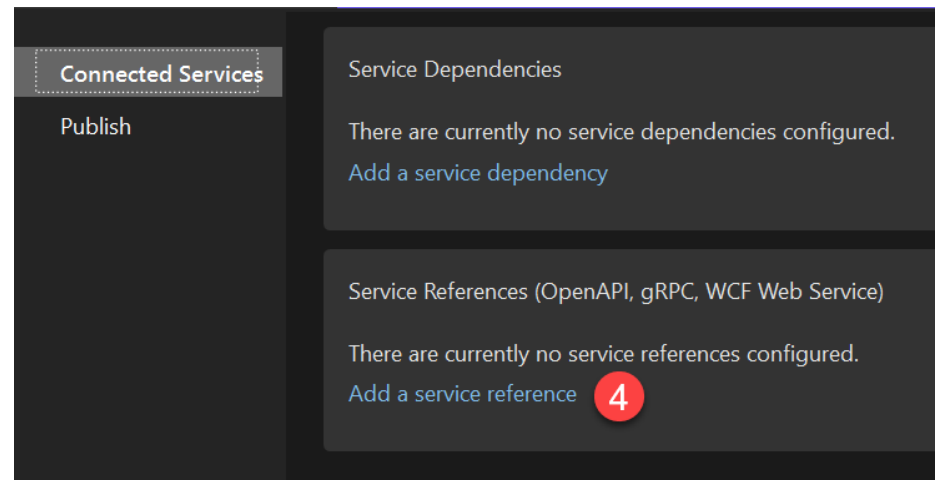 Connected Services
Publish
Service Dependencies
There are currently no service dependencies configured.
Add a service dependency
Service References (OpenAPI, gRPC, WCF Web Service)
There are currently no service references configured.
Add a service reference 4